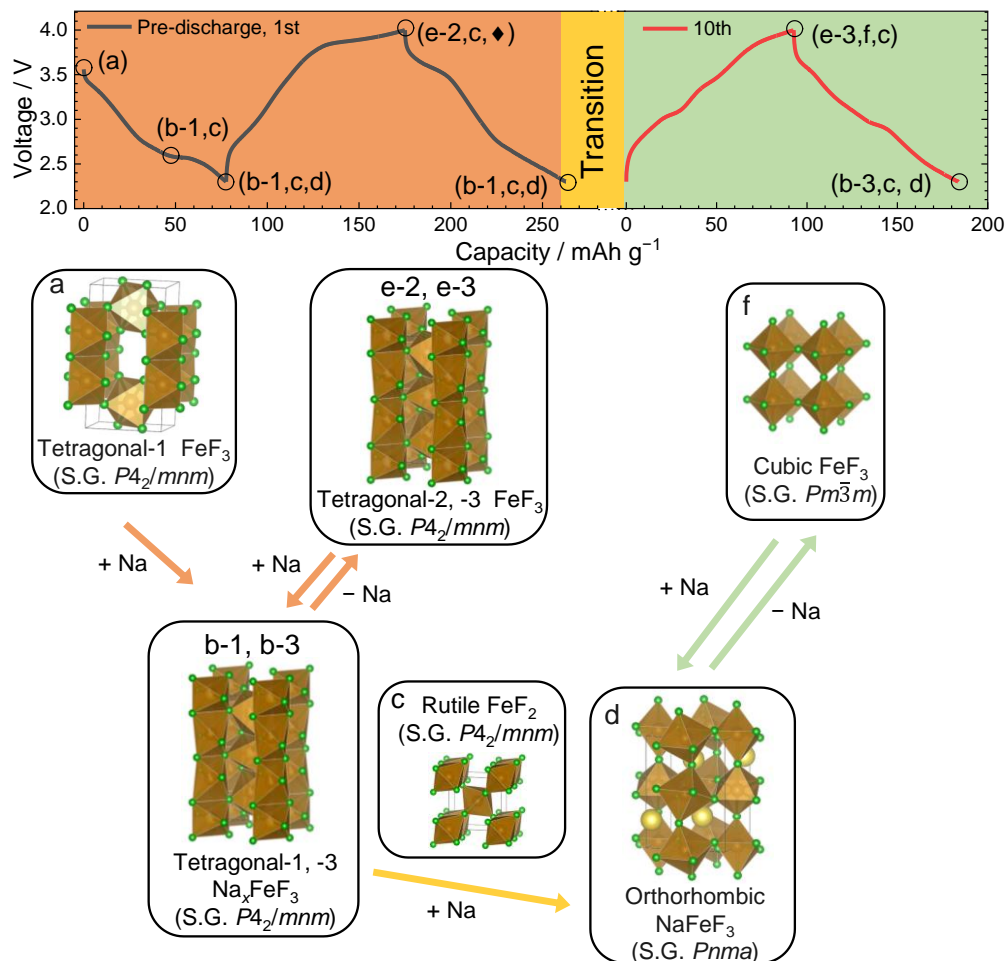 Pre-discharge, 1st
(e-2,c,♦)
(a)
(b-1,c)
(b-1,c,d)
(b-1,c,d)
Transition
10th
(e-3,f,c)
(b-3,c, d)
Voltage / V
4.0
3.5
3.0
2.5
2.0
0 50 100 150 200 250 0 50 100 150 200
Capacity / mAh g⁻¹
a
Tetragonal-1 FeF₃
(S.G. P4₂/mnm)
e-2, e-3
Tetragonal-2, -3 FeF₃
(S.G. P4₂/mnm)
f
Cubic FeF₃
(S.G. Pm3̅m)
+ Na
+ Na
− Na
+ Na
− Na
b-1, b-3
Tetragonal-1, -3
NaₓFeF₃
(S.G. P4₂/mnm)
c
Rutile FeF₂
(S.G. P4₂/mnm)
+ Na
d
Orthorhombic
NaFeF₃
(S.G. Pnma)